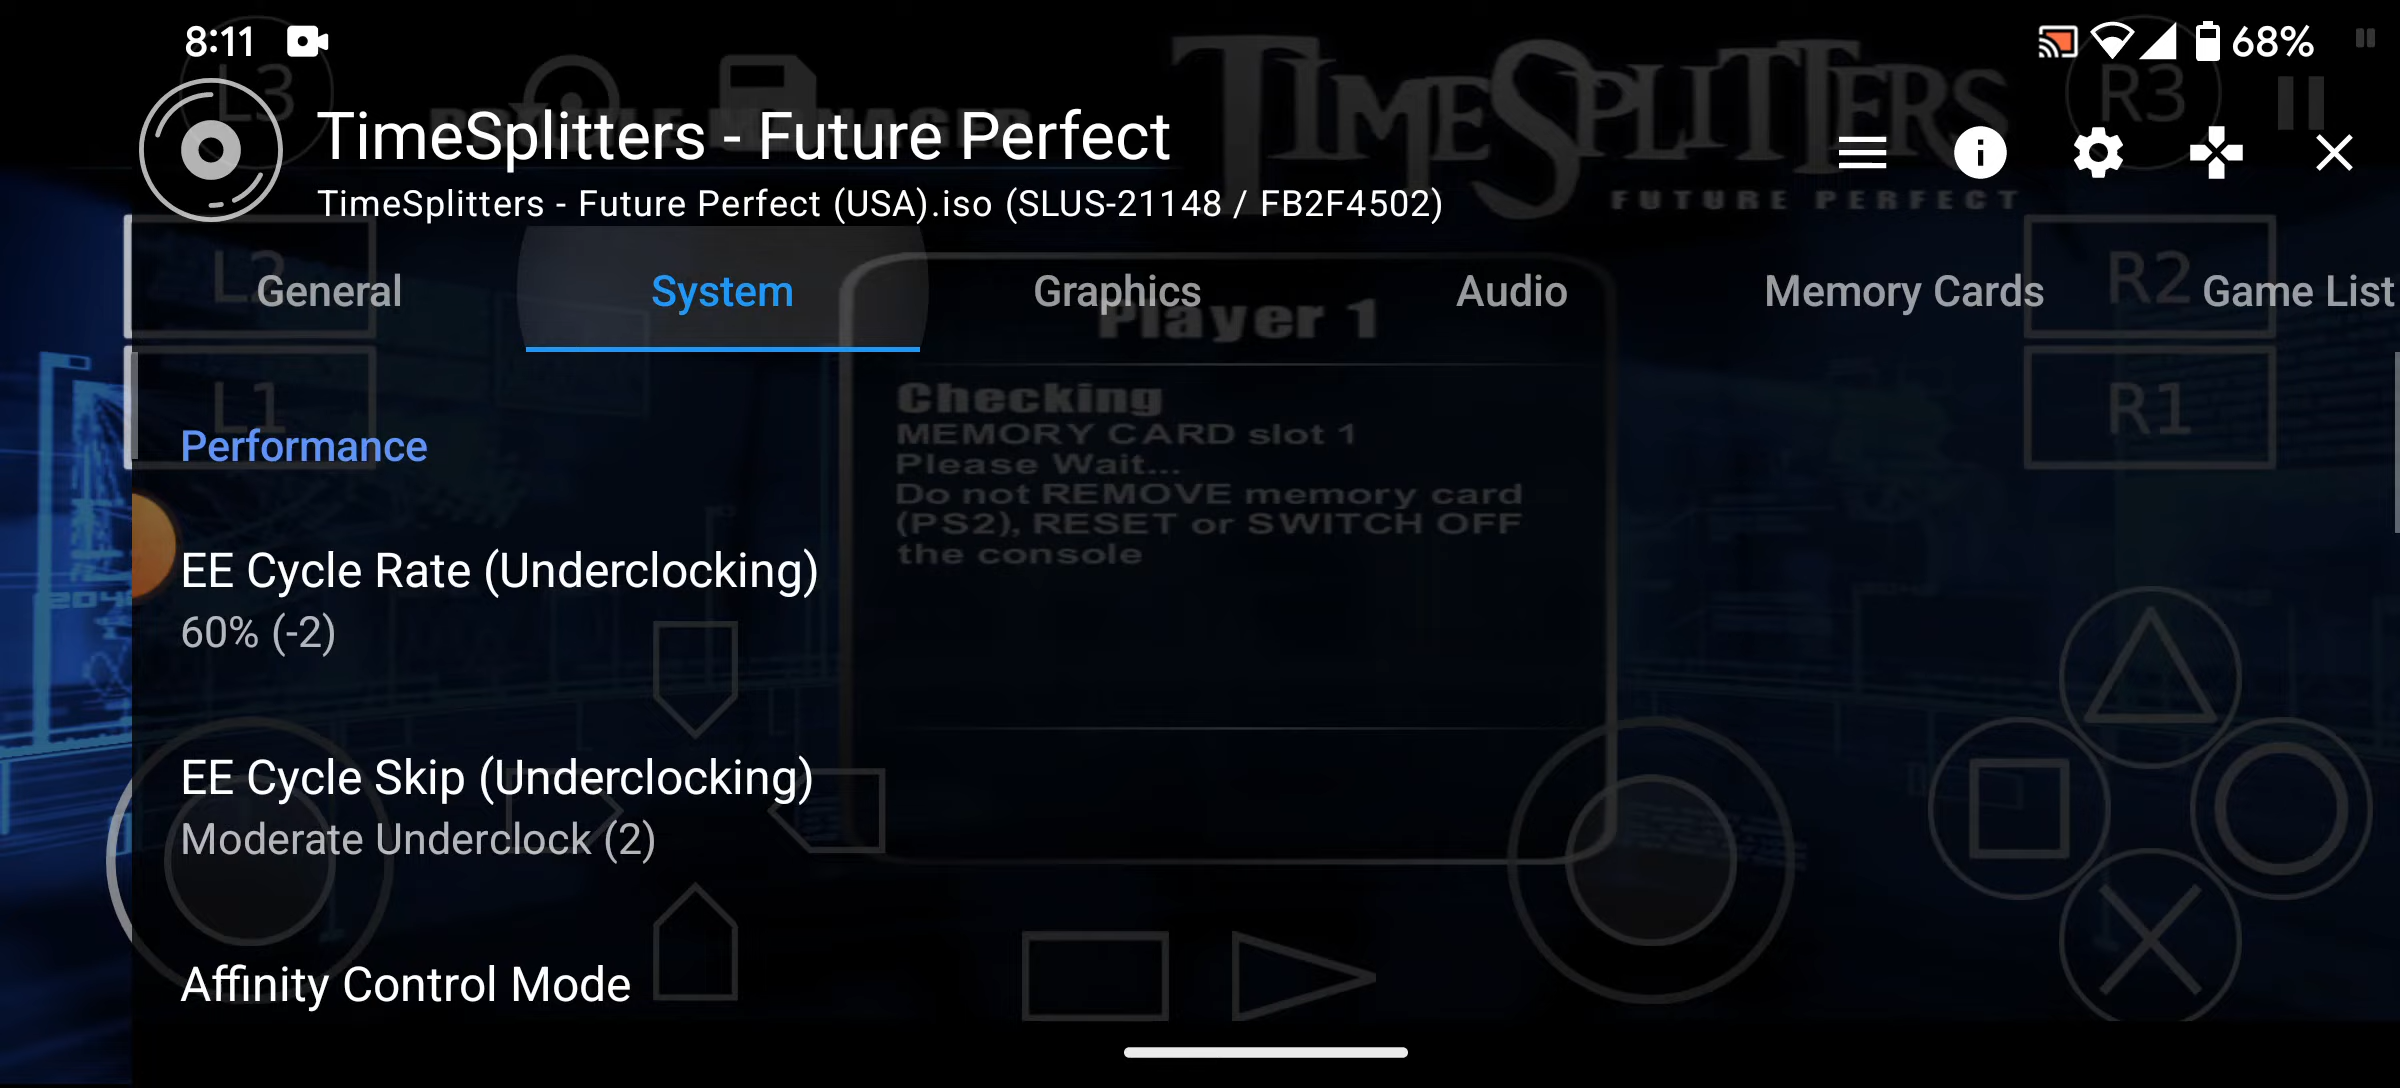 8:11 68%
L3 PROFILE MANAGER TIMESPLITTERS R3
FUTURE PERFECT
TimeSplitters - Future Perfect
TimeSplitters - Future Perfect (USA).iso (SLUS-21148 / FB2F4502)
L2 R2
General System Graphics Audio Memory Cards Game List
Player 1
L1 R1
Checking
MEMORY CARD slot 1
Please Wait...
Do not REMOVE memory card
(PS2), RESET or SWITCH OFF
the console
Performance
EE Cycle Rate (Underclocking)
60% (-2)
EE Cycle Skip (Underclocking)
Moderate Underclock (2)
Affinity Control Mode